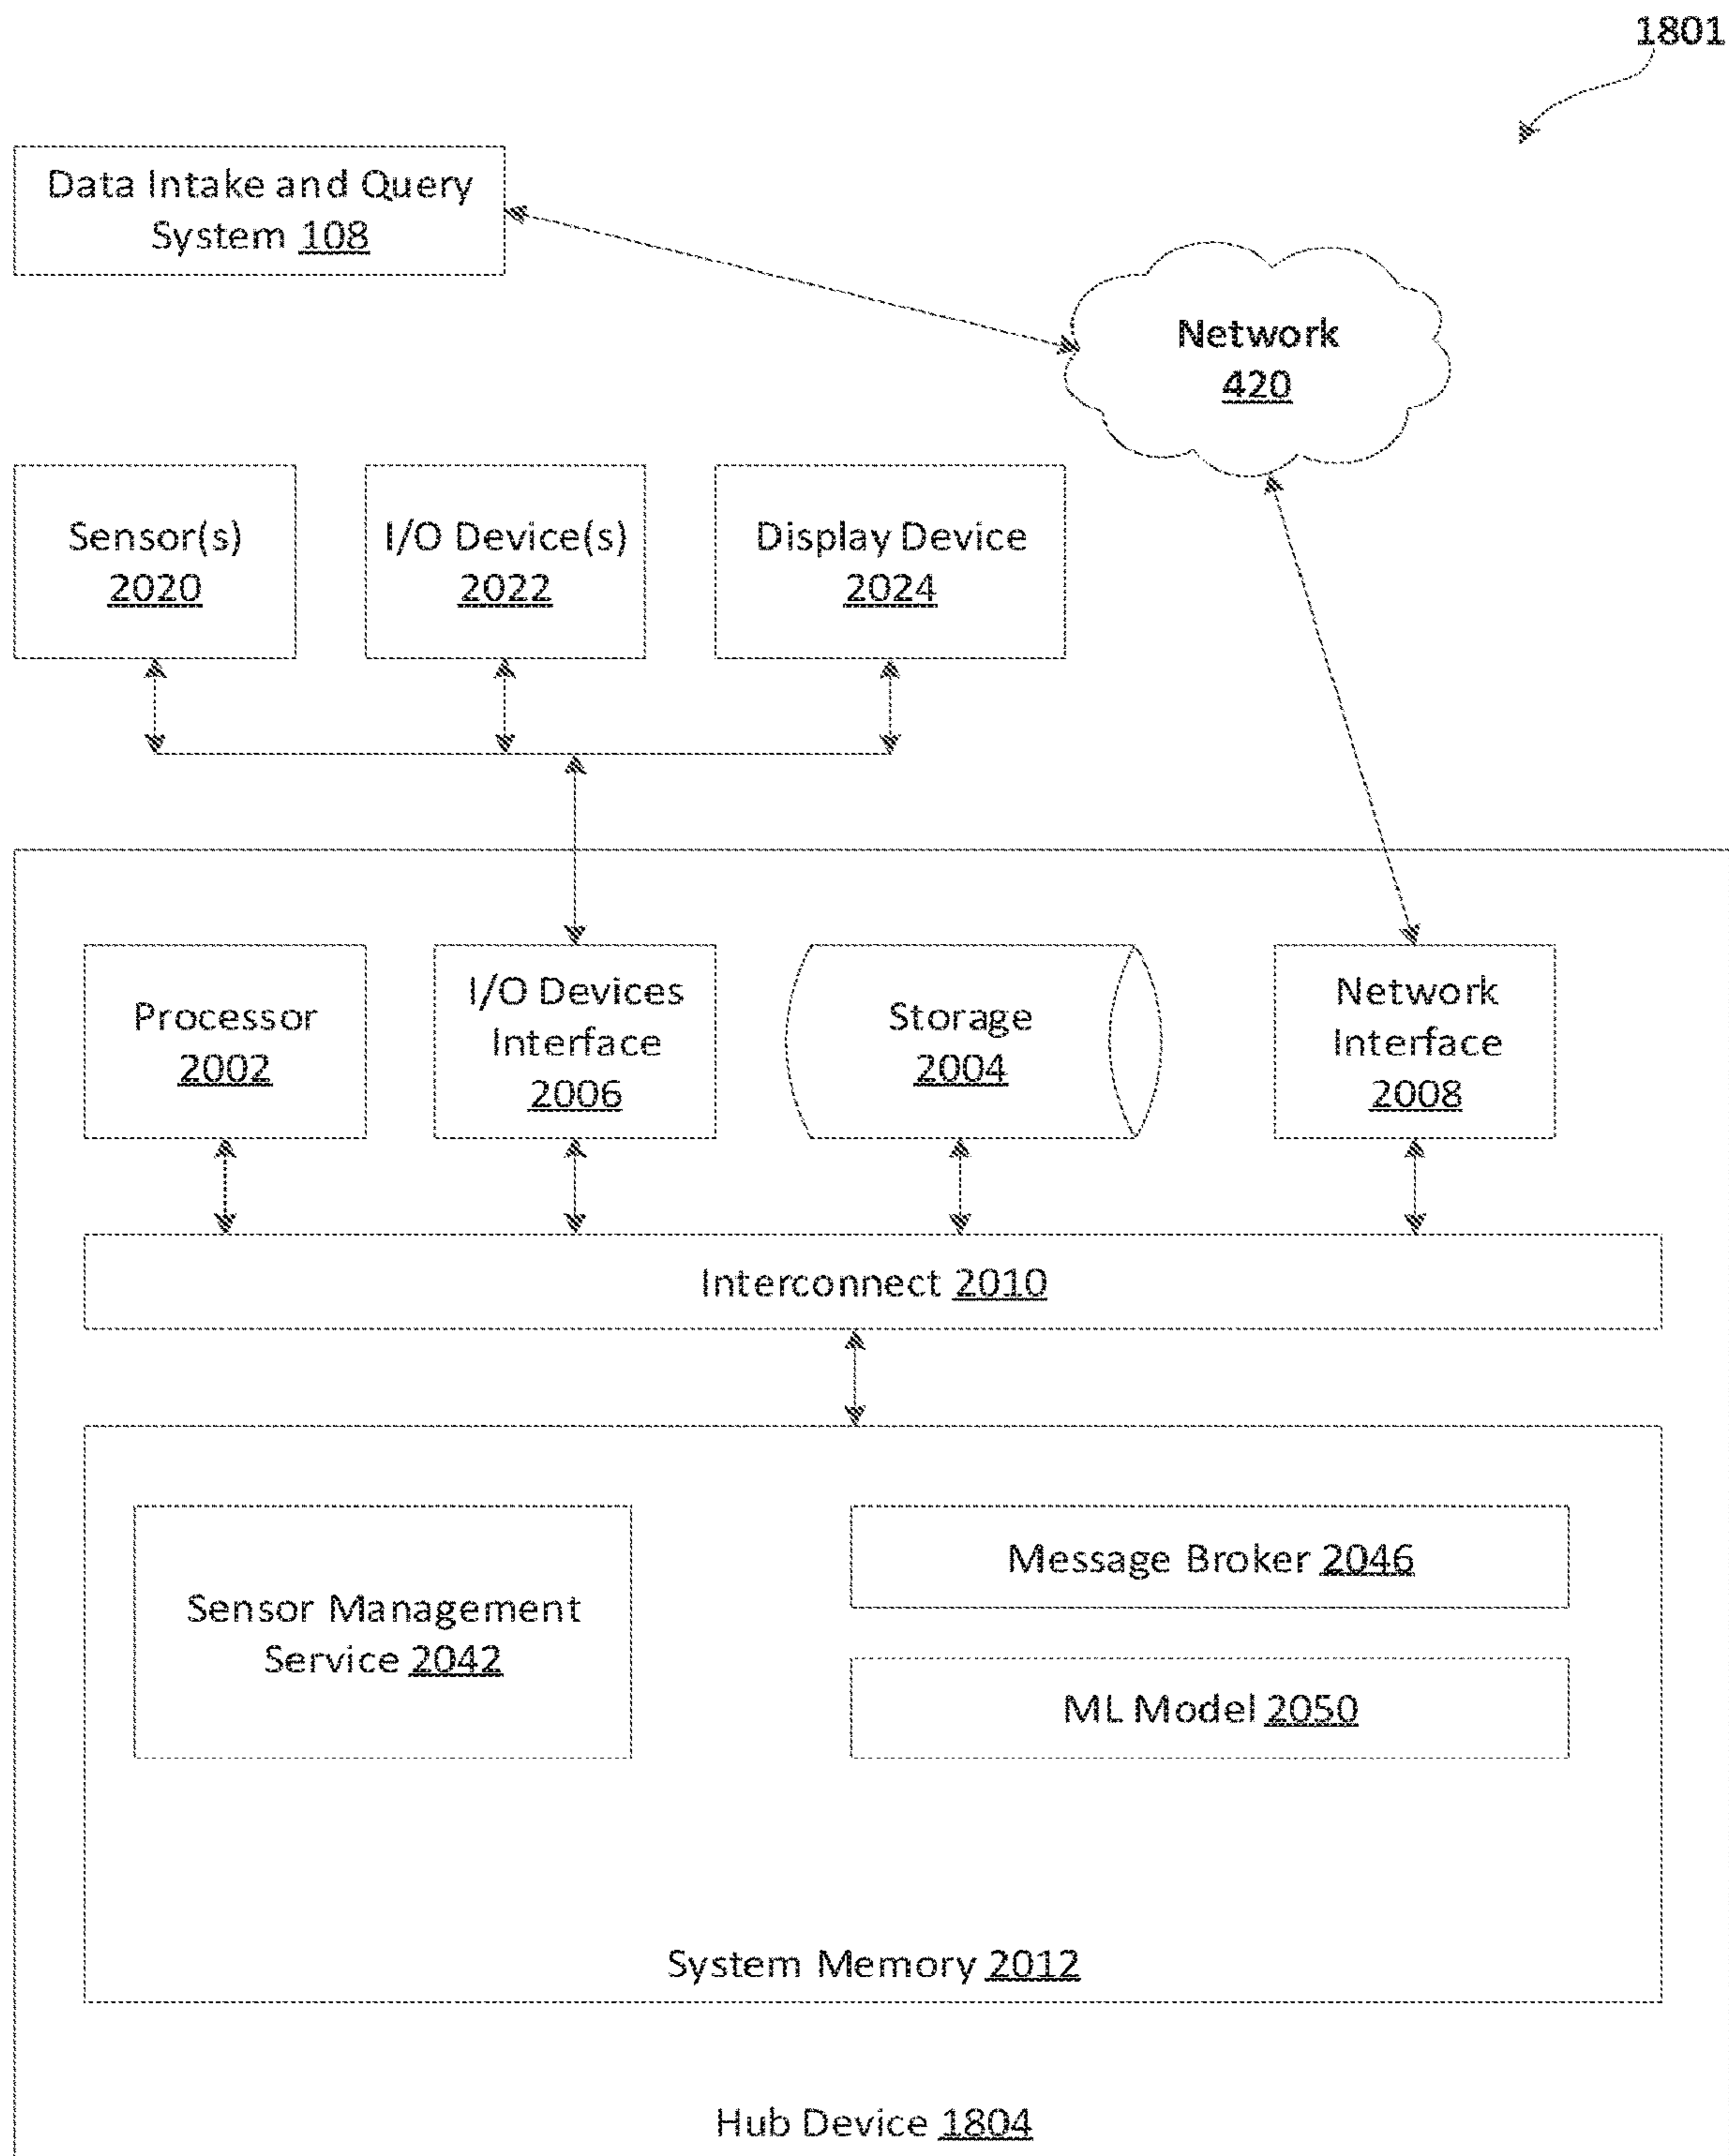 1801
Data Intake and Query
System 108
Network
420
Sensor(s)
2020
I/O Device(s)
2022
Display Device
2024
Processor
2002
I/O Devices
Interface
2006
Storage
2004
Network
Interface
2008
Interconnect 2010
Sensor Management
Service 2042
Message Broker 2046
ML Model 2050
System Memory 2012
Hub Device 1804